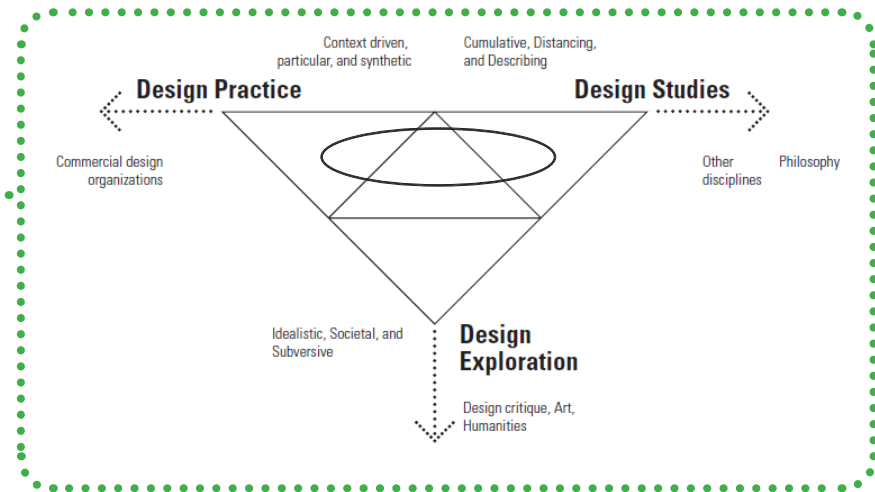 Context driven,
particular, and synthetic
Cumulative, Distancing,
and Describing
Design Practice
Design Studies
Commercial design
organizations
Other
disciplines
Philosophy
Idealistic, Societal, and
Subversive
Design
Exploration
Design critique, Art,
Humanities